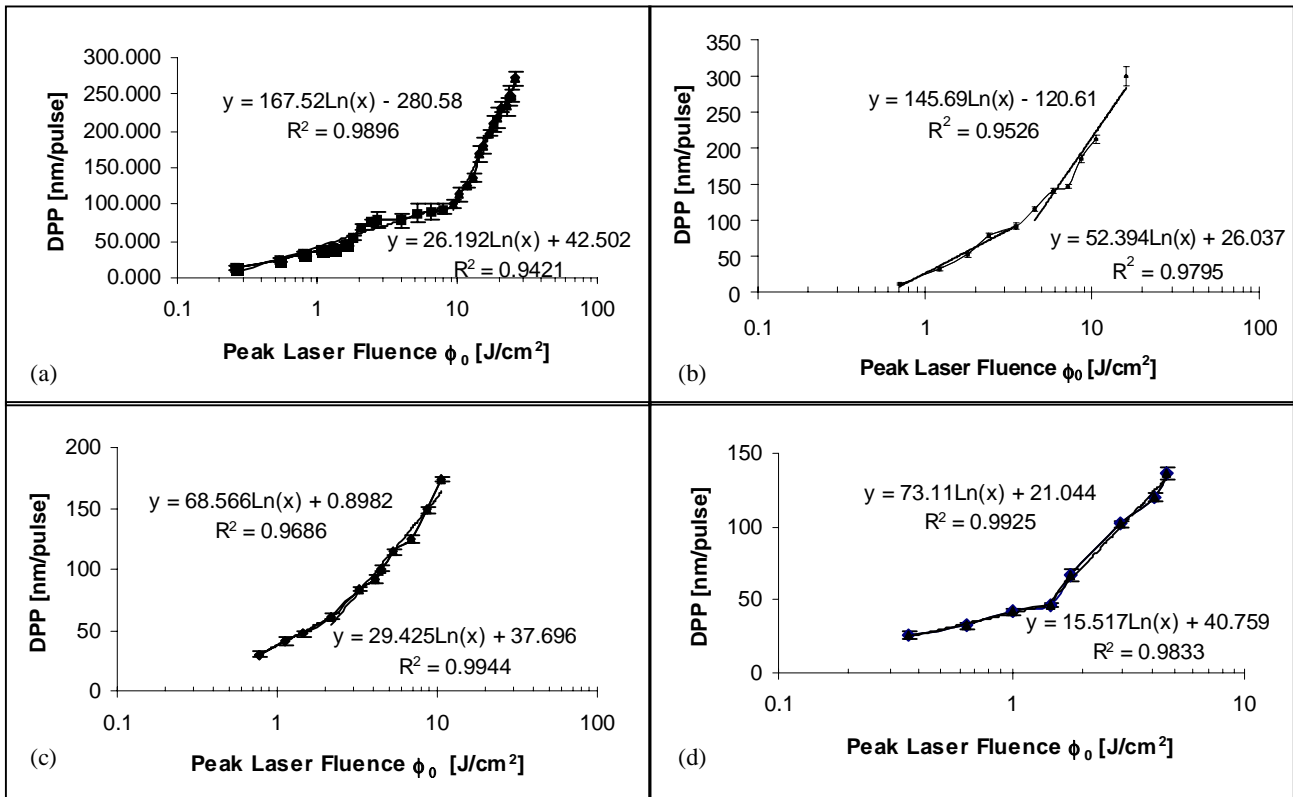 300.000
250.000
200.000
150.000
100.000
50.000
0.000
DPP [nm/pulse]
y = 167.52Ln(x) - 280.58
R² = 0.9896
y = 26.192Ln(x) + 42.502
R² = 0.9421
0.1 1 10 100
Peak Laser Fluence ϕ₀ [J/cm²]
(a)
350
300
250
200
150
100
50
0
DPP [nm/pulse]
y = 145.69Ln(x) - 120.61
R² = 0.9526
y = 52.394Ln(x) + 26.037
R² = 0.9795
0.1 1 10 100
Peak Laser Fluence ϕ₀ [J/cm²]
(b)
200
150
100
50
0
DPP [nm/pulse]
y = 68.566Ln(x) + 0.8982
R² = 0.9686
y = 29.425Ln(x) + 37.696
R² = 0.9944
0.1 1 10 100
Peak Laser Fluence ϕ₀ [J/cm²]
(c)
150
100
50
0
DPP [nm/pulse]
y = 73.11Ln(x) + 21.044
R² = 0.9925
y = 15.517Ln(x) + 40.759
R² = 0.9833
0.1 1 10
Peak Laser Fluence ϕ₀ [J/cm²]
(d)